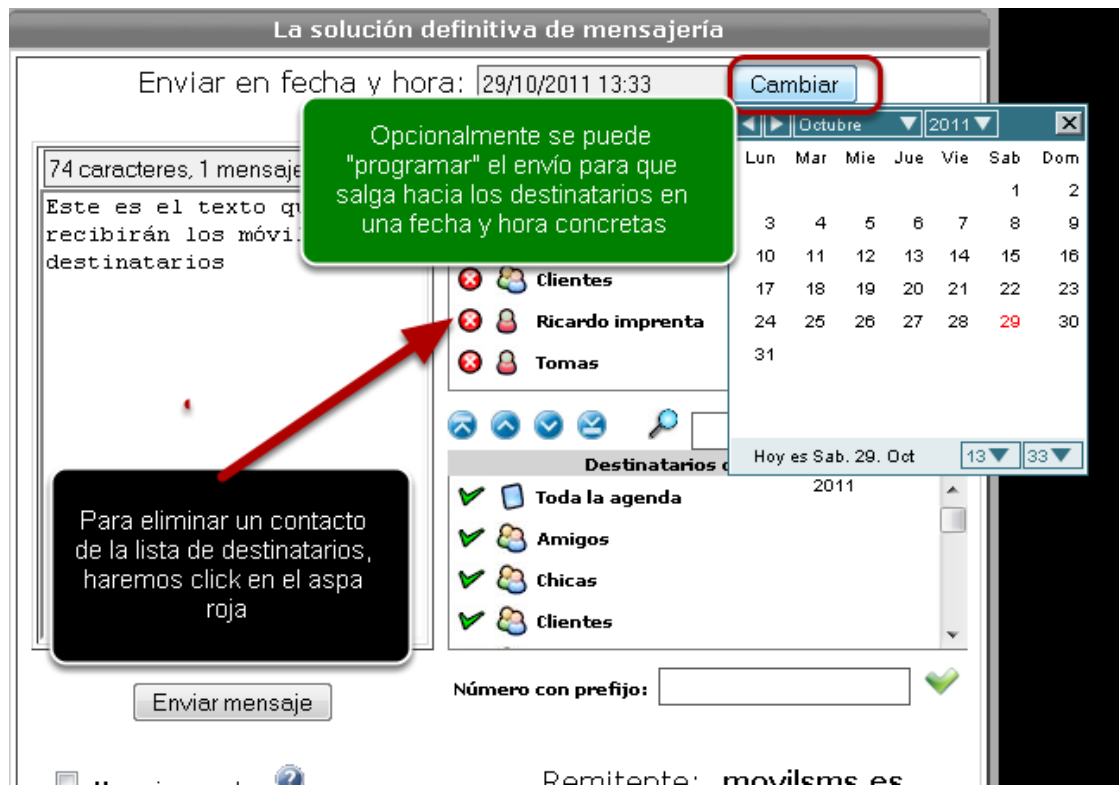 La solución definitiva de mensajería
Enviar en fecha y hora: 29/10/2011 13:33 Cambiar
Opcionalmente se puede
"programar" el envío para que
salga hacia los destinatarios en
una fecha y hora concretas
Octubre 2011
Lun Mar Mie Jue Vie Sab Dom
1 2
3 4 5 6 7 8 9
10 11 12 13 14 15 16
17 18 19 20 21 22 23
24 25 26 27 28 29 30
31
Hoy es Sab. 29. Oct 13 33
2011
74 caracteres, 1 mensaje
Este es el texto
recibirán los
destinatarios
Clientes
Ricardo imprenta
Tomas
Destinatarios
Toda la agenda
Amigos
Chicas
Clientes
Para eliminar un contacto
de la lista de destinatarios,
haremos click en el aspa
roja
Número con prefijo:
Enviar mensaje
Remitente: movilsms.es